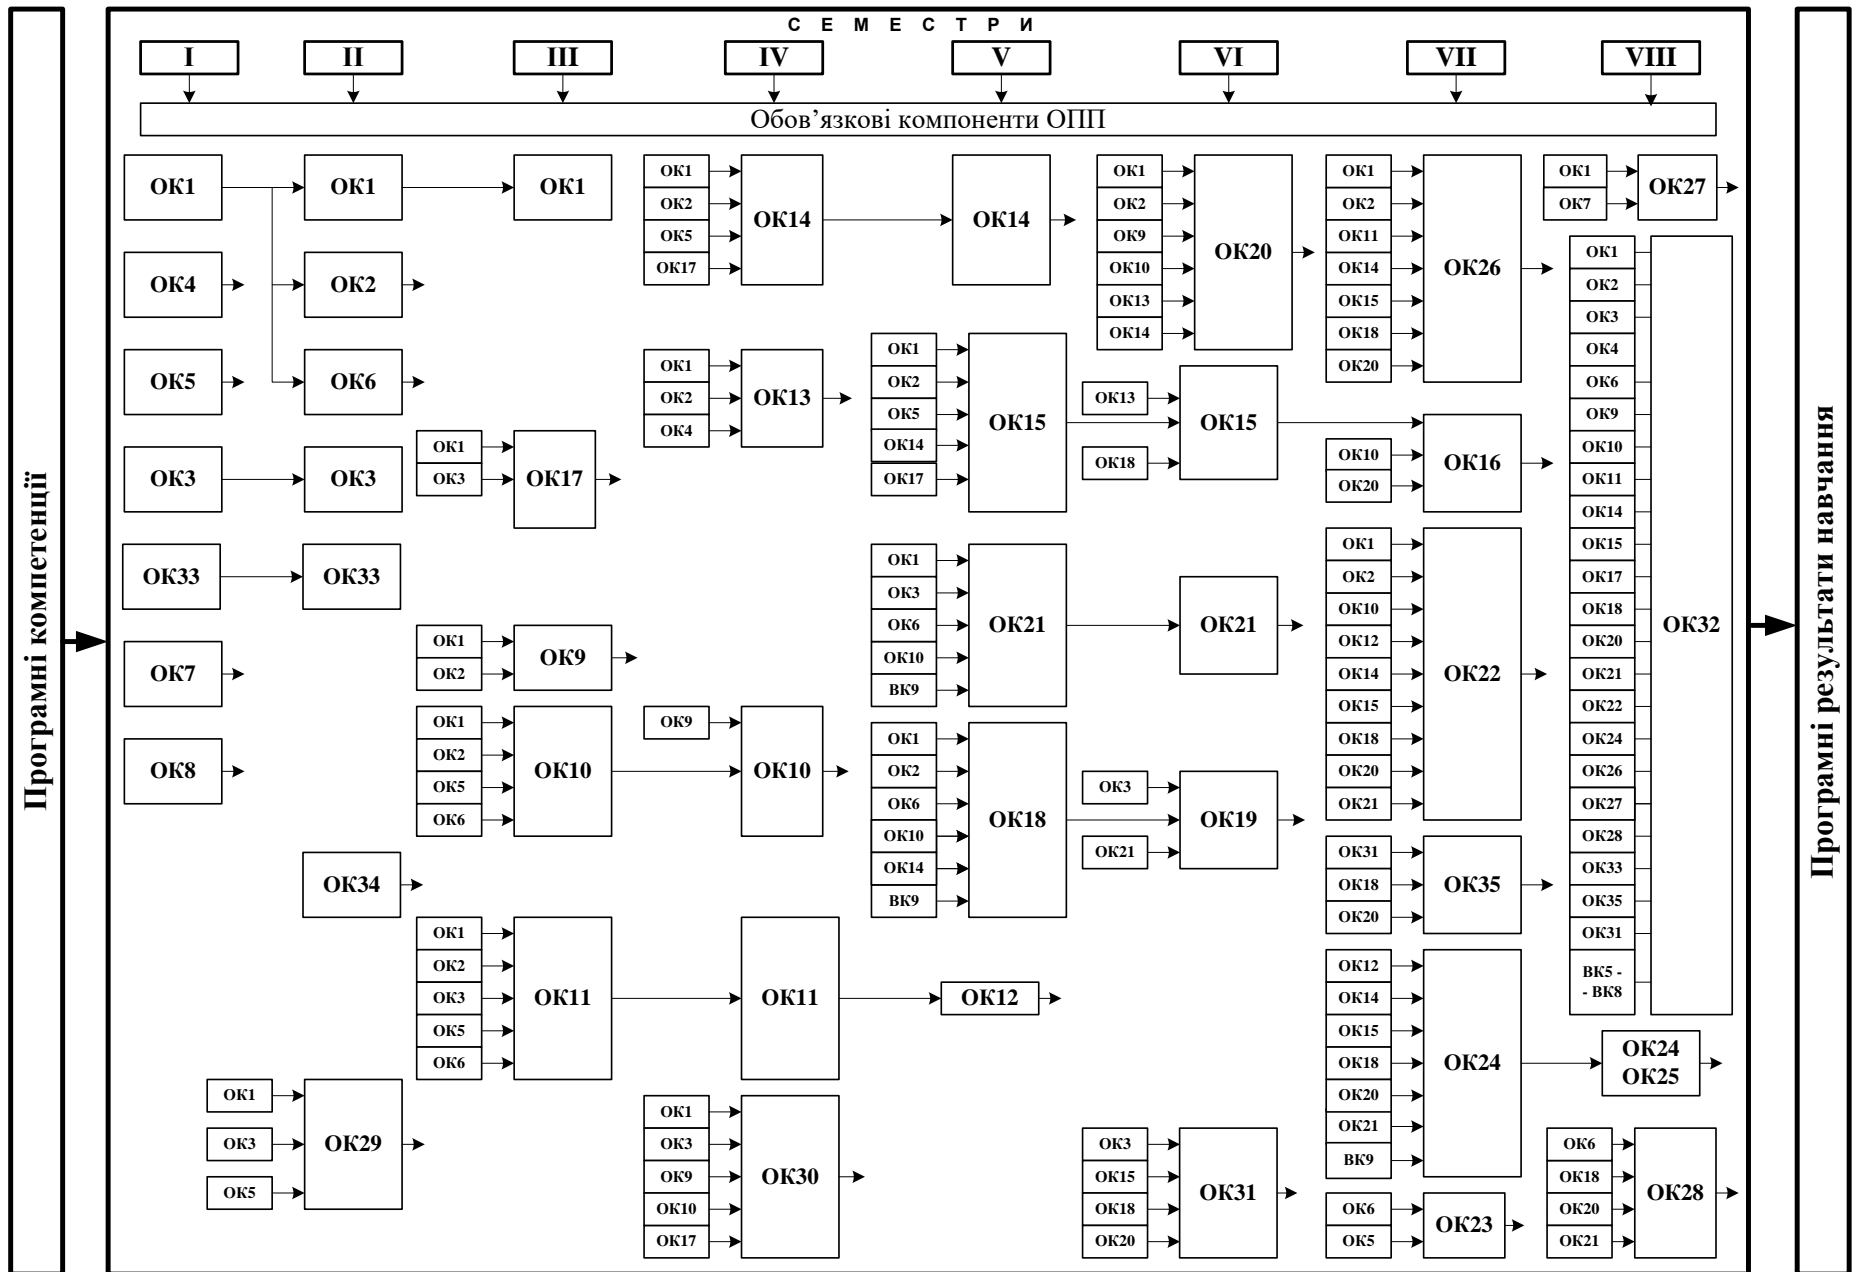 С Е М Е С Т Р И
I
II
III
IV
V
VI
VII
VIII
Обов’язкові компоненти ОПП
Програмні компетенції
ОК1
ОК4
ОК5
ОК3
ОК33
ОК7
ОК8
ОК1
ОК2
ОК6
ОК3
ОК33
ОК34
ОК1
ОК3
ОК5
ОК29
ОК1
ОК1
ОК3
ОК17
ОК1
ОК2
ОК9
ОК1
ОК2
ОК5
ОК6
ОК10
ОК1
ОК2
ОК3
ОК5
ОК6
ОК11
ОК1
ОК2
ОК5
ОК17
ОК14
ОК1
ОК2
ОК4
ОК13
ОК9
ОК10
ОК11
ОК1
ОК3
ОК9
ОК10
ОК17
ОК30
ОК14
ОК1
ОК2
ОК5
ОК14
ОК17
ОК15
ОК1
ОК3
ОК6
ОК10
ВК9
ОК21
ОК1
ОК2
ОК6
ОК10
ОК14
ВК9
ОК18
ОК12
ОК1
ОК2
ОК9
ОК10
ОК13
ОК14
ОК20
ОК13
ОК18
ОК15
ОК21
ОК3
ОК21
ОК19
ОК3
ОК15
ОК18
ОК20
ОК31
ОК1
ОК2
ОК11
ОК14
ОК15
ОК18
ОК20
ОК26
ОК10
ОК20
ОК16
ОК1
ОК2
ОК10
ОК12
ОК14
ОК15
ОК18
ОК20
ОК21
ОК22
ОК31
ОК18
ОК20
ОК35
ОК12
ОК14
ОК15
ОК18
ОК20
ОК21
ВК9
ОК24
ОК6
ОК5
ОК23
ОК1
ОК7
ОК27
ОК1
ОК2
ОК3
ОК4
ОК6
ОК9
ОК10
ОК11
ОК14
ОК15
ОК17
ОК18
ОК20
ОК21
ОК22
ОК24
ОК26
ОК27
ОК28
ОК33
ОК35
ОК31
ВК5 -
- ВК8
ОК32
ОК24
ОК25
ОК6
ОК18
ОК20
ОК21
ОК28
Програмні результати навчання